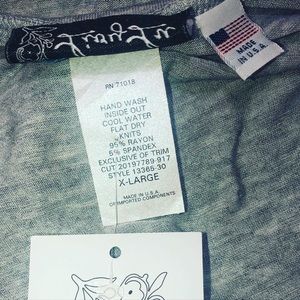 MADE
IN U.S.A.
RN 71018
HAND WASH
INSIDE OUT
COOL WATER
FLAT DRY
KNITS
95% RAYON
5% SPANDEX
EXCLUSIVE OF TRIM
CUT 20197789-917
STYLE 13365-30
X-LARGE
MADE IN U.S.A.
OF IMPORTED COMPONENTS